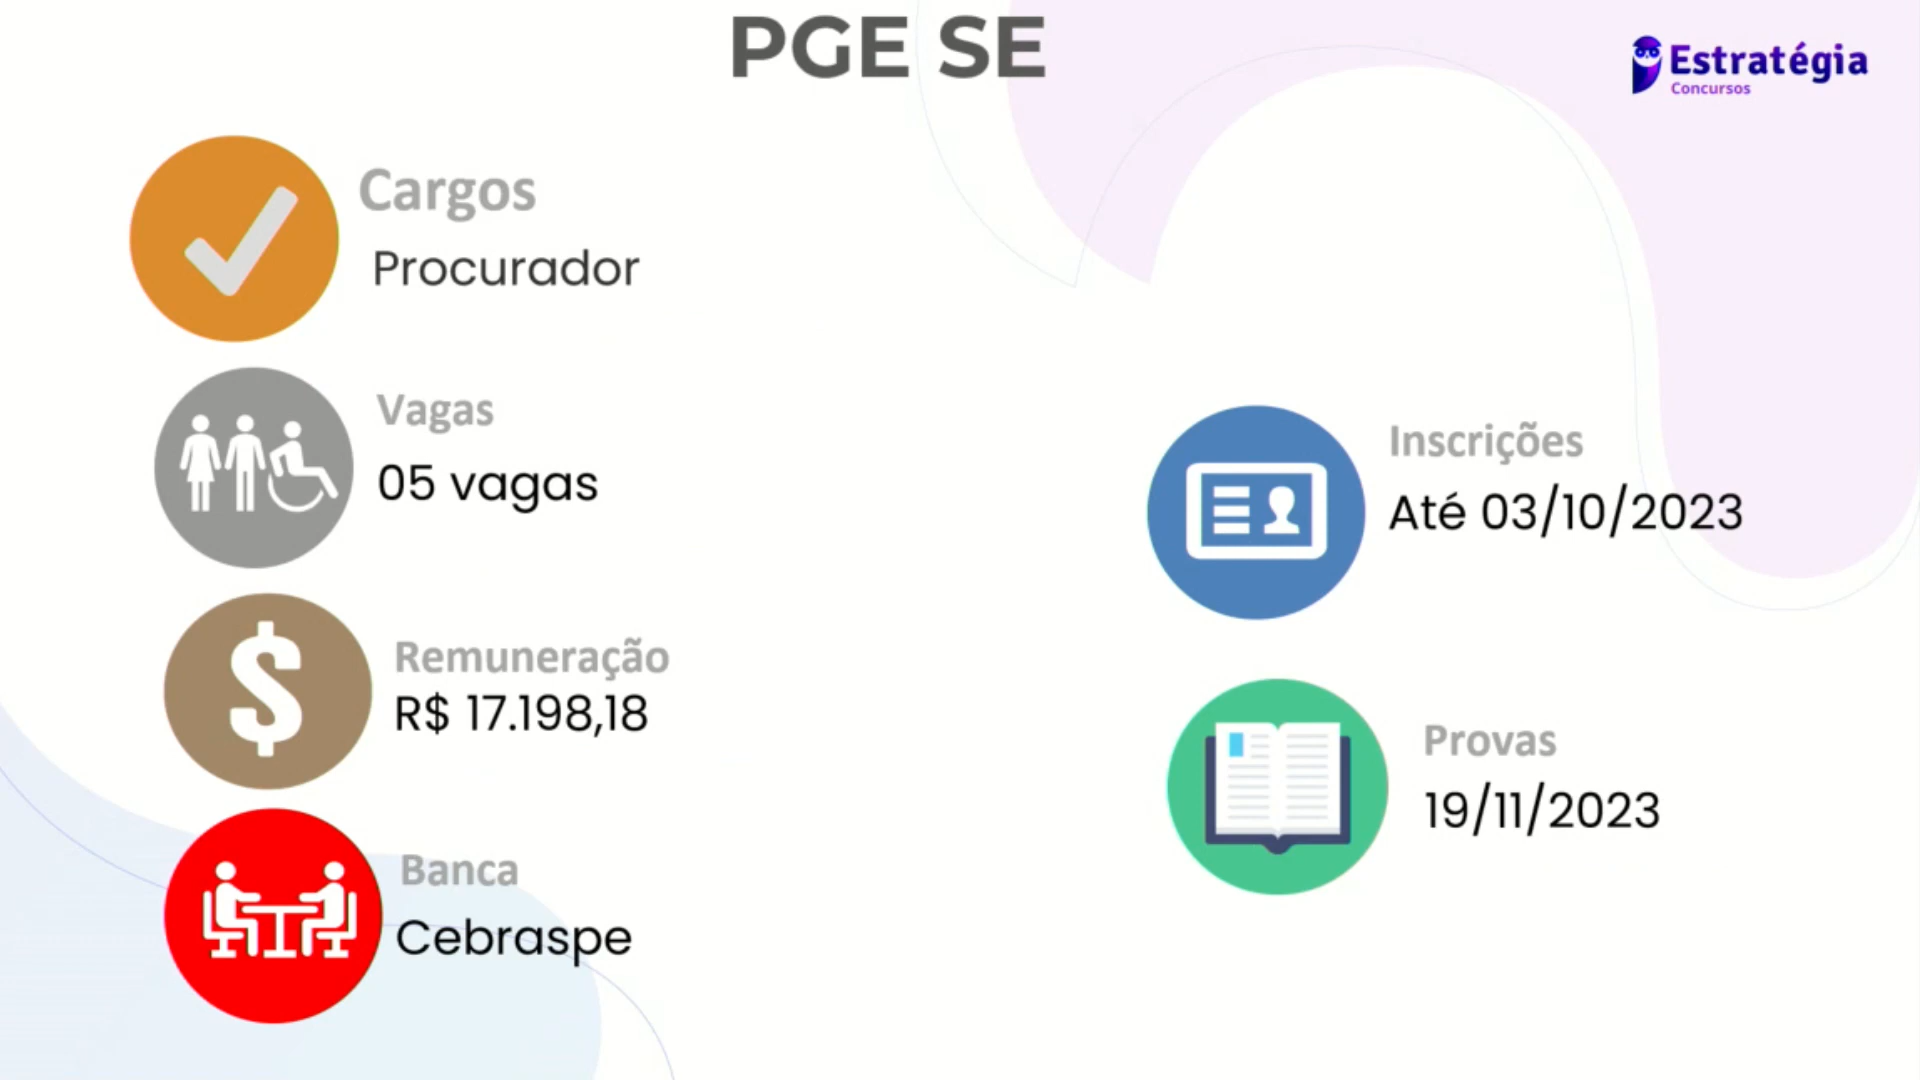 PGE SE
Estratégia
Concursos
Cargos
Procurador
Vagas
05 vagas
Remuneração
R$ 17.198,18
Banca
Cebraspe
Inscrições
Até 03/10/2023
Provas
19/11/2023